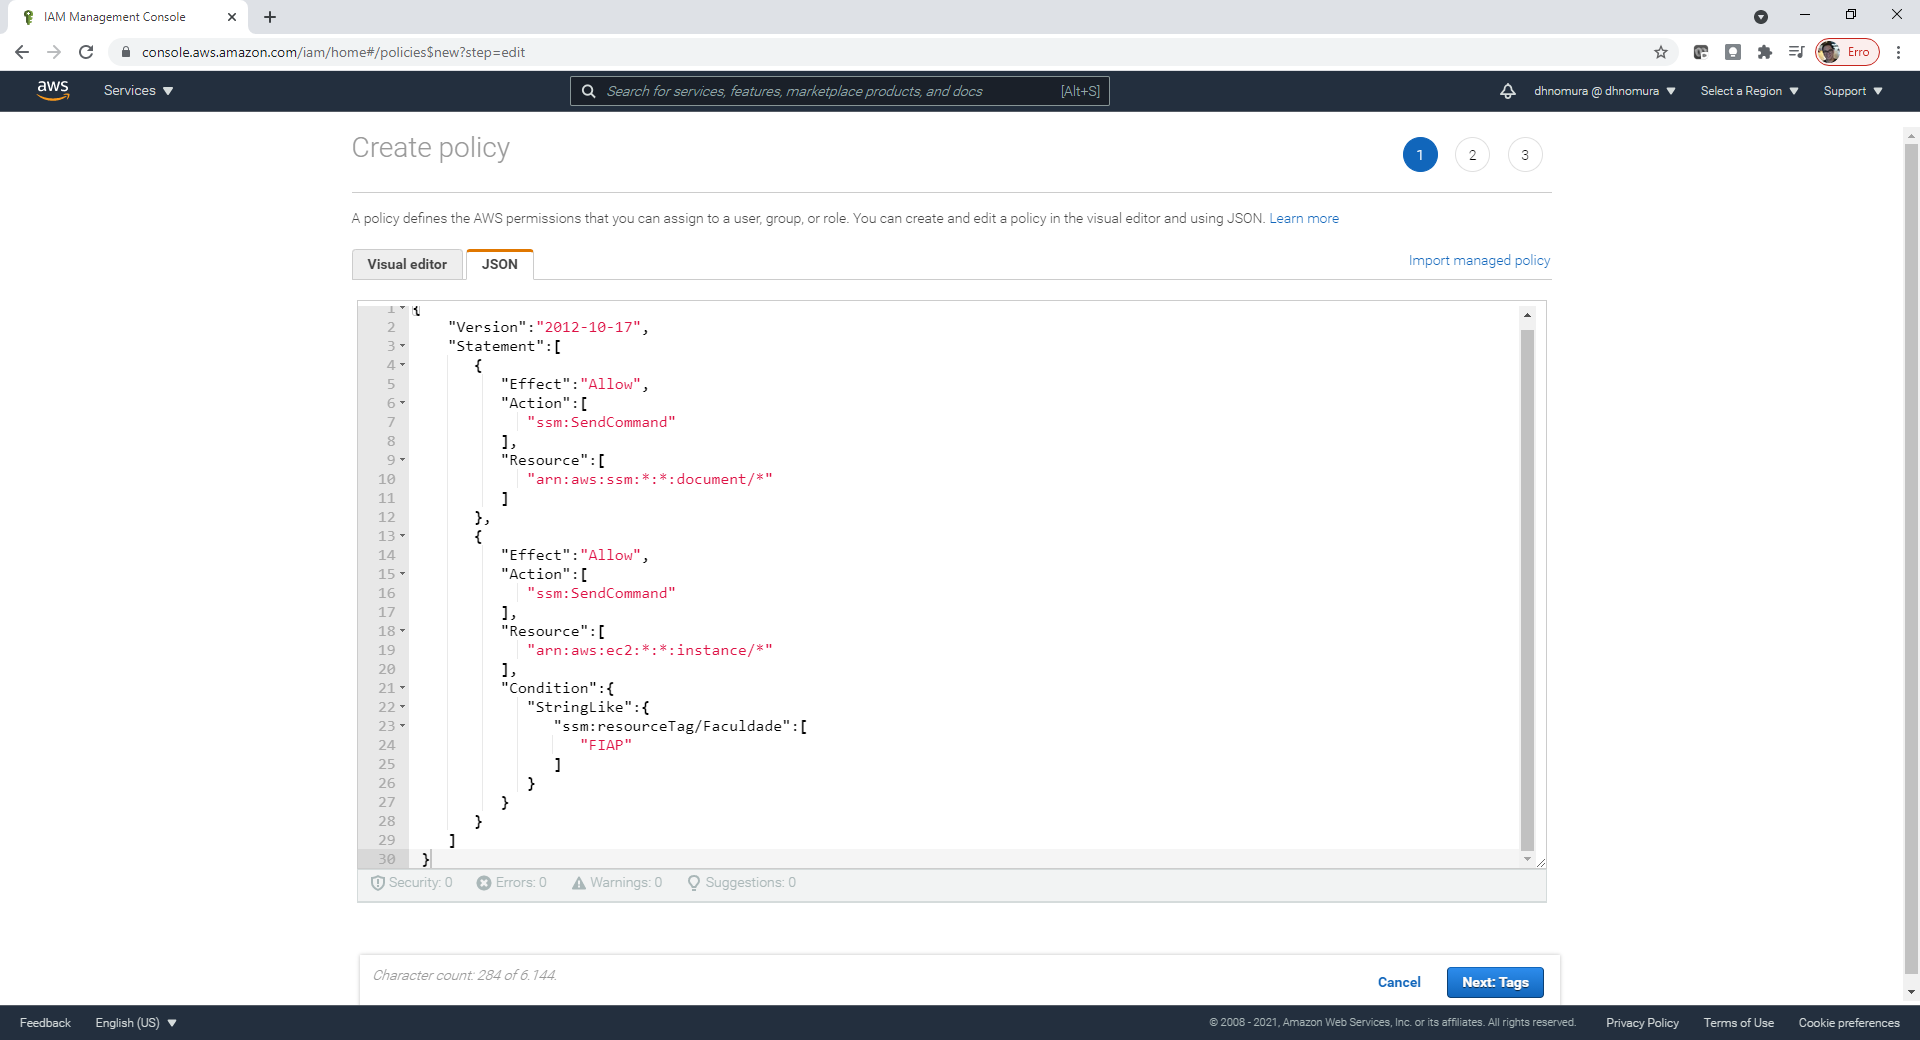 IAM Management Console
console.aws.amazon.com/iam/home#/policies$new?step=edit
Erro
aws
Services
Search for services, features, marketplace products, and docs [Alt+S]
dhnomura @ dhnomura
Select a Region
Support
Create policy
1 2 3
A policy defines the AWS permissions that you can assign to a user, group, or role. You can create and edit a policy in the visual editor and using JSON. Learn more
Visual editor
JSON
Import managed policy
1 {
2 "Version":"2012-10-17",
3 "Statement":[
4 {
5 "Effect":"Allow",
6 "Action":[
7 "ssm:SendCommand"
8 ],
9 "Resource":[
10 "arn:aws:ssm:*:*:document/*"
11 ]
12 },
13 {
14 "Effect":"Allow",
15 "Action":[
16 "ssm:SendCommand"
17 ],
18 "Resource":[
19 "arn:aws:ec2:*:*:instance/*"
20 ],
21 "Condition":{
22 "StringLike":{
23 "ssm:resourceTag/Faculdade":[
24 "FIAP"
25 ]
26 }
27 }
28 }
29 ]
30 }
Security: 0 Errors: 0 Warnings: 0 Suggestions: 0
Character count: 284 of 6.144.
Cancel
Next: Tags
Feedback
English (US)
© 2008 - 2021, Amazon Web Services, Inc. or its affiliates. All rights reserved.
Privacy Policy
Terms of Use
Cookie preferences